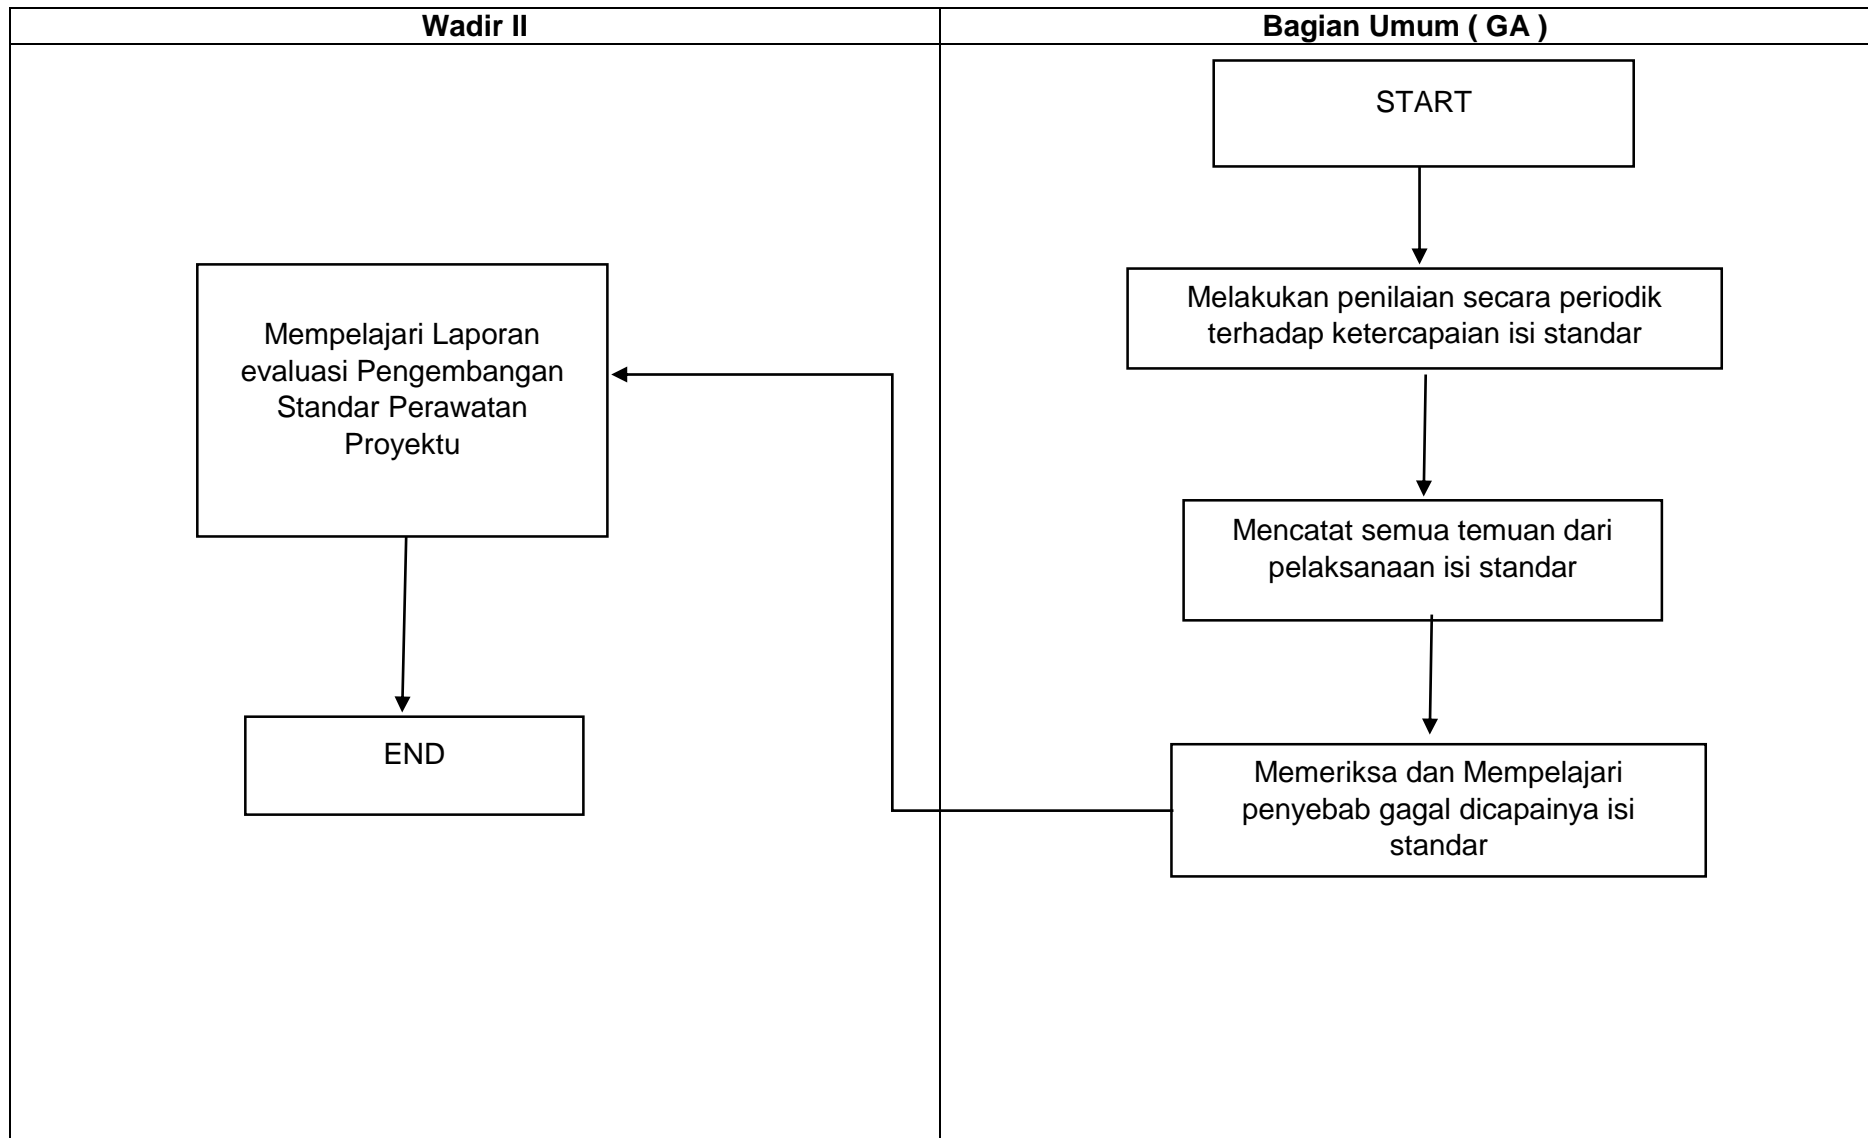 Wadir II
Bagian Umum ( GA )
START
Melakukan penilaian secara periodik
terhadap ketercapaian isi standar
Mencatat semua temuan dari
pelaksanaan isi standar
Memeriksa dan Mempelajari
penyebab gagal dicapainya isi
standar
Mempelajari Laporan
evaluasi Pengembangan
Standar Perawatan
Proyektu
END